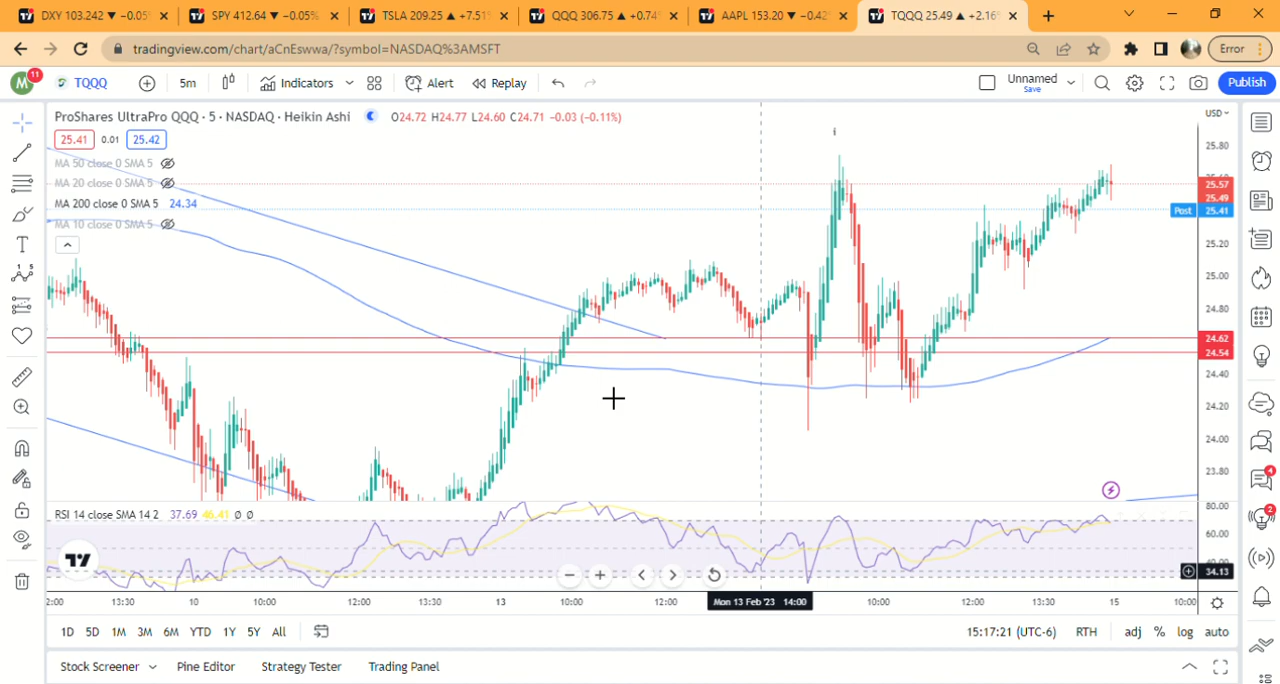 DXY 103.242 ▼ −0.05
SPY 412.64 ▼ −0.05%
TSLA 209.25 ▲ +7.51
QQQ 306.75 ▲ +0.74
AAPL 153.20 ▼ −0.42
TQQQ 25.49 ▲ +2.16
tradingview.com/chart/aCnEswwa/?symbol=NASDAQ%3AMSFT
Error
M 11
TQQQ
5m
Indicators
Alert
Replay
Unnamed
Save
Publish
ProShares UltraPro QQQ · 5 · NASDAQ · Heikin Ashi
O24.72 H24.77 L24.60 C24.71 −0.03 (−0.11%)
USD
25.41 0.01 25.42
MA 50 close 0 SMA 5
MA 20 close 0 SMA 5
MA 200 close 0 SMA 5 24.34
MA 10 close 0 SMA 5
25.80
25.57
25.49
Post 25.41
25.20
25.00
24.80
24.62
24.54
24.40
24.20
24.00
23.80
RSI 14 close SMA 14 2 37.69 46.41 Ø Ø
80.00
60.00
34.13
4
2
2:00 13:30 10 10:00 12:00 13:30 13 10:00 12:00 Mon 13 Feb '23 14:00 10:00 12:00 13:30 15 10:00
1D 5D 1M 3M 6M YTD 1Y 5Y All
15:17:21 (UTC-6) RTH adj % log auto
Stock Screener Pine Editor Strategy Tester Trading Panel